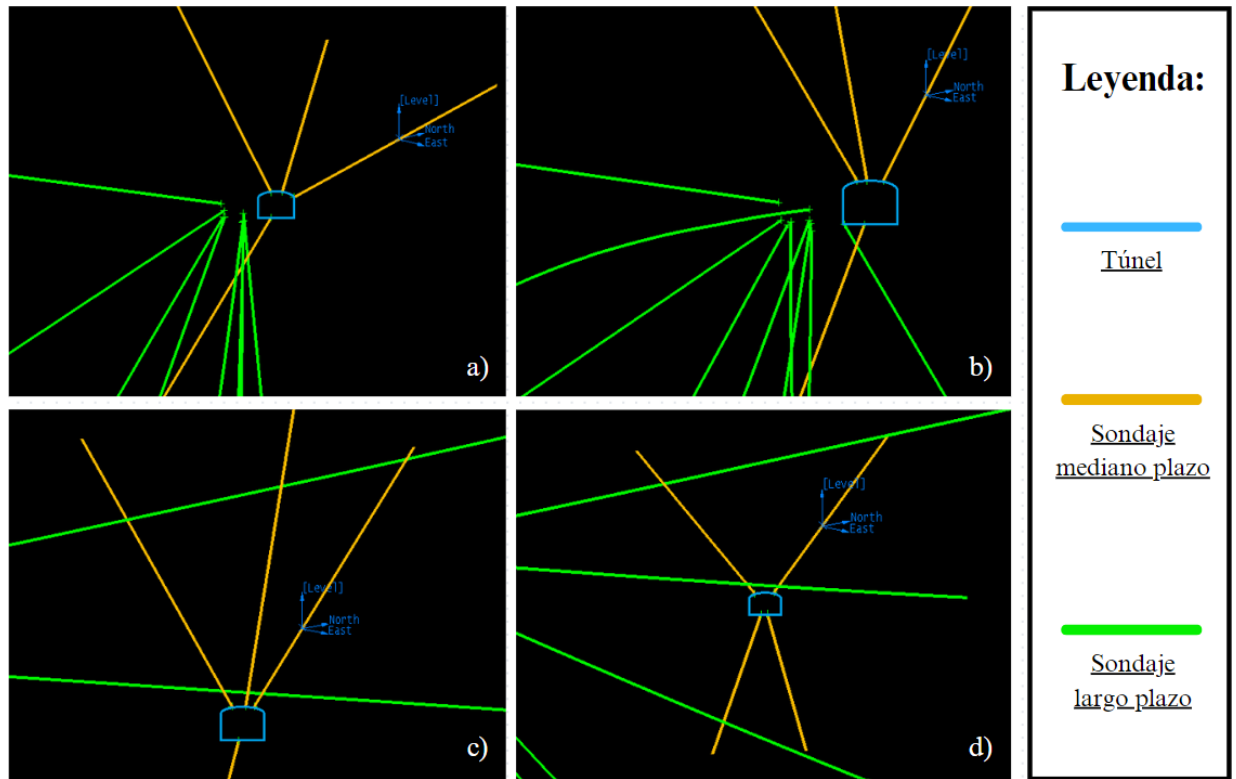 [Level]
North
East
a)
[Level]
North
East
b)
[Level]
North
East
c)
[Level]
North
East
d)
Leyenda:
Túnel
Sondaje
mediano plazo
Sondaje
largo plazo